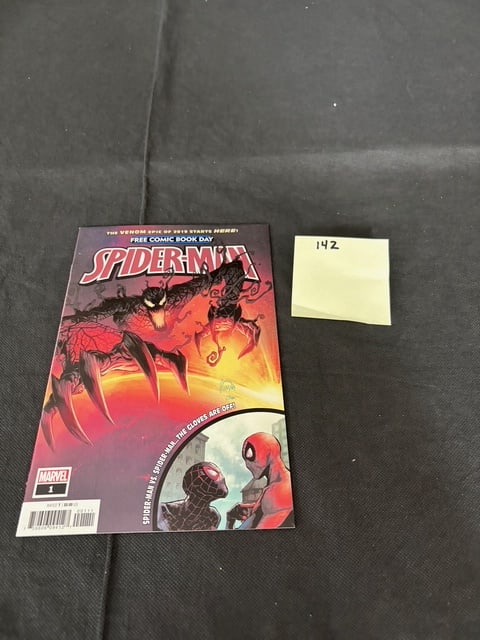 THE VENOM EPIC OF 2019 STARTS HERE!
FREE COMIC BOOK DAY
SPIDER-MAN
142
SPIDER-MAN VS. SPIDER-MAN...THE GLOVES ARE OFF!
MARVEL
1